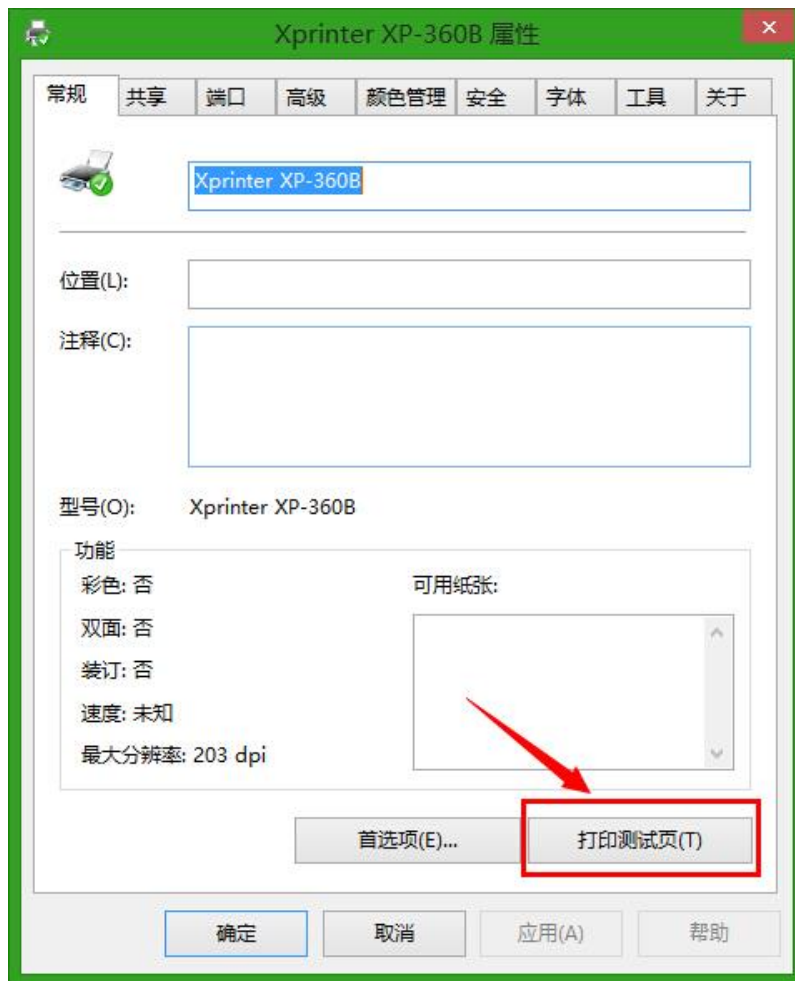 Xprinter XP-360B 属性
常规 共享 端口 高级 颜色管理 安全 字体 工具 关于
Xprinter XP-360B
位置(L):
注释(C):
型号(O): Xprinter XP-360B
功能
彩色: 否 可用纸张:
双面: 否
装订: 否
速度: 未知
最大分辨率: 203 dpi
首选项(E)... 打印测试页(T)
确定 取消 应用(A) 帮助